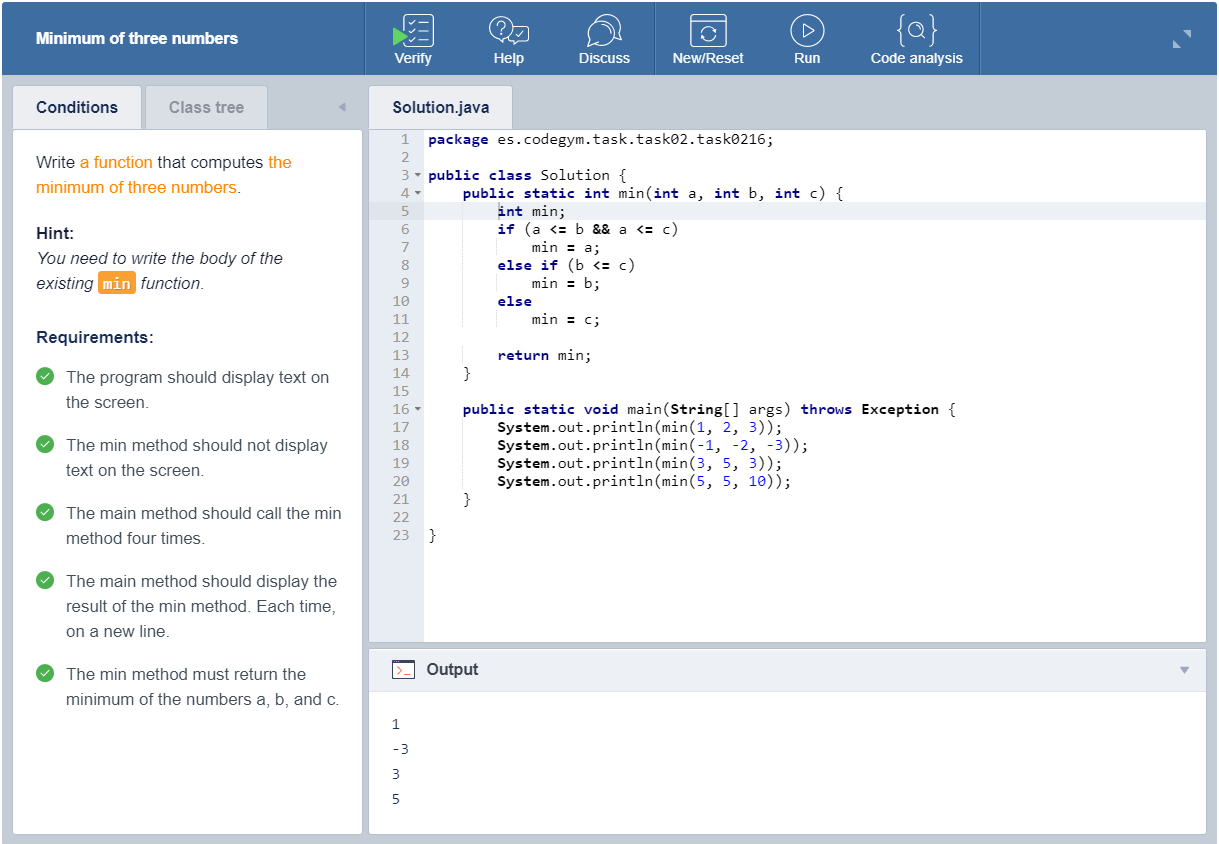 Minimum of three numbers
Verify
Help
Discuss
New/Reset
Run
Code analysis
Conditions
Class tree
Write a function that computes the
minimum of three numbers.
Hint:
You need to write the body of the
existing min function.
Requirements:
The program should display text on
the screen.
The min method should not display
text on the screen.
The main method should call the min
method four times.
The main method should display the
result of the min method. Each time,
on a new line.
The min method must return the
minimum of the numbers a, b, and c.
Solution.java
1 package es.codegym.task.task02.task0216;
2
3 public class Solution {
4     public static int min(int a, int b, int c) {
5         int min;
6         if (a <= b && a <= c)
7             min = a;
8         else if (b <= c)
9             min = b;
10         else
11             min = c;
12
13         return min;
14     }
15
16     public static void main(String[] args) throws Exception {
17         System.out.println(min(1, 2, 3));
18         System.out.println(min(-1, -2, -3));
19         System.out.println(min(3, 5, 3));
20         System.out.println(min(5, 5, 10));
21     }
22
23 }
Output
1
-3
3
5